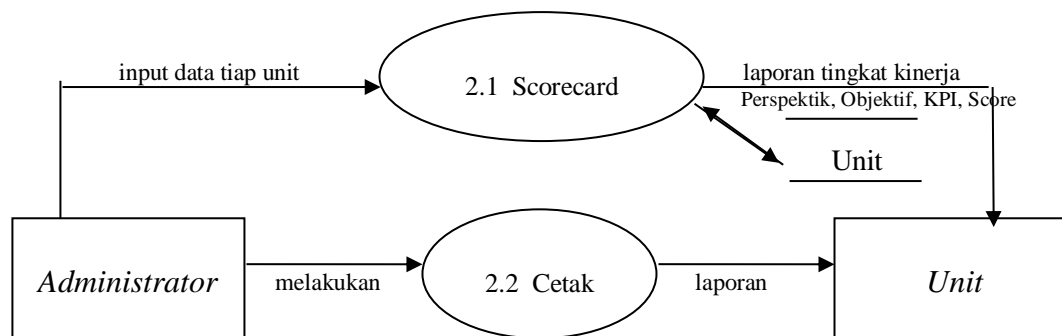 input data tiap unit
2.1 Scorecard
laporan tingkat kinerja
Perspektik, Objektif, KPI, Score
Unit
Administrator
melakukan
2.2 Cetak
laporan
Unit